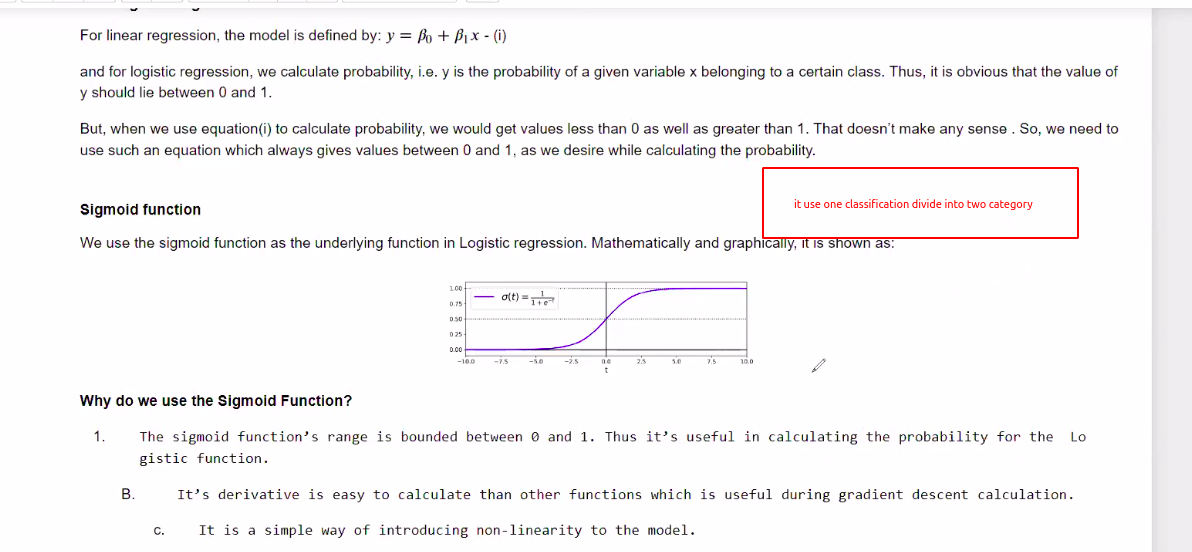 For linear regression, the model is defined by: y = β₀ + β₁x - (i)
and for logistic regression, we calculate probability, i.e. y is the probability of a given variable x belonging to a certain class. Thus, it is obvious that the value of
y should lie between 0 and 1.
But, when we use equation(i) to calculate probability, we would get values less than 0 as well as greater than 1. That doesn't make any sense . So, we need to
use such an equation which always gives values between 0 and 1, as we desire while calculating the probability.
it use one classification divide into two category
Sigmoid function
We use the sigmoid function as the underlying function in Logistic regression. Mathematically and graphically, it is shown as:
1.00
σ(t) = 1/(1 + e⁻ᵗ)
0.75
0.50
0.25
0.00
−10.0 −7.5 −5.0 −2.5 0.0 2.5 5.0 7.5 10.0
t
Why do we use the Sigmoid Function?
1. The sigmoid function's range is bounded between 0 and 1. Thus it's useful in calculating the probability for the Lo
gistic function.
B. It's derivative is easy to calculate than other functions which is useful during gradient descent calculation.
c. It is a simple way of introducing non-linearity to the model.